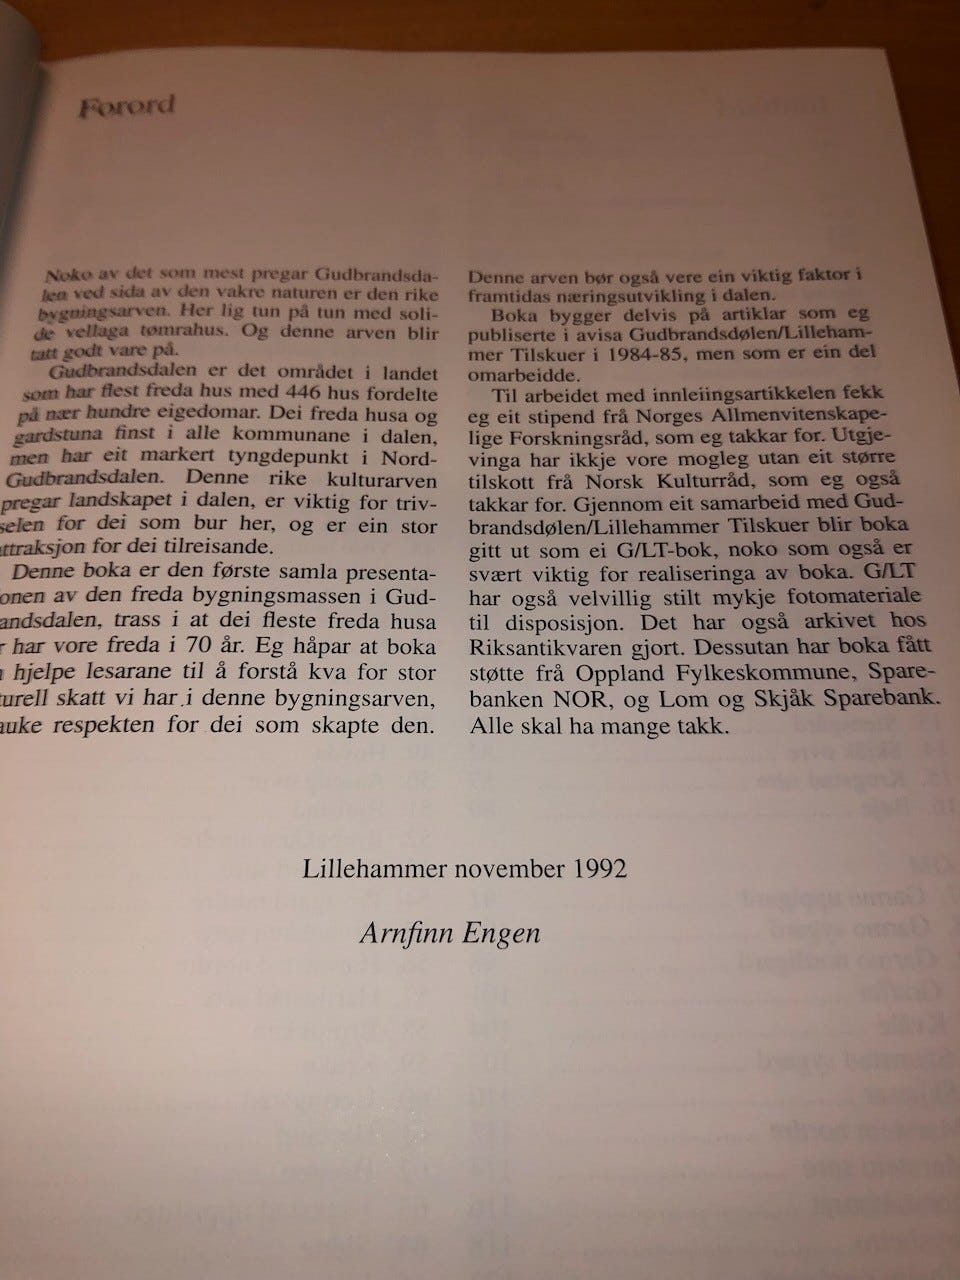 Forord
Noko av det som mest pregar Gudbrandsda-
len ved sida av den vakre naturen er den rike
bygningsarven. Her lig tun på tun med soli-
de vellaga tømrahus. Og denne arven blir
tatt godt vare på.
Gudbrandsdalen er det området i landet
som har flest freda hus med 446 hus fordelte
på nær hundre eigedomar. Dei freda husa og
gardstuna finst i alle kommunane i dalen,
men har eit markert tyngdepunkt i Nord-
Gudbrandsdalen. Denne rike kulturarven
pregar landskapet i dalen, er viktig for triv-
selen for dei som bur her, og er ein stor
ttraksjon for dei tilreisande.
Denne boka er den første samla presenta-
onen av den freda bygningsmassen i Gud-
andsdalen, trass i at dei fleste freda husa
r har vore freda i 70 år. Eg håpar at boka
hjelpe lesarane til å forstå kva for stor
turell skatt vi har i denne bygningsarven,
auke respekten for dei som skapte den.
Denne arven bør også vere ein viktig faktor i
framtidas næringsutvikling i dalen.
Boka bygger delvis på artiklar som eg
publiserte i avisa Gudbrandsdølen/Lilleham-
mer Tilskuer i 1984-85, men som er ein del
omarbeidde.
Til arbeidet med innleiingsartikkelen fekk
eg eit stipend frå Norges Allmenvitenskape-
lige Forskningsråd, som eg takkar for. Utgje-
vinga har ikkje vore mogleg utan eit større
tilskott frå Norsk Kulturråd, som eg også
takkar for. Gjennom eit samarbeid med Gud-
brandsdølen/Lillehammer Tilskuer blir boka
gitt ut som ei G/LT-bok, noko som også er
svært viktig for realiseringa av boka. G/LT
har også velvillig stilt mykje fotomateriale
til disposisjon. Det har også arkivet hos
Riksantikvaren gjort. Dessutan har boka fått
støtte frå Oppland Fylkeskommune, Spare-
banken NOR, og Lom og Skjåk Sparebank.
Alle skal ha mange takk.
Lillehammer november 1992
Arnfinn Engen